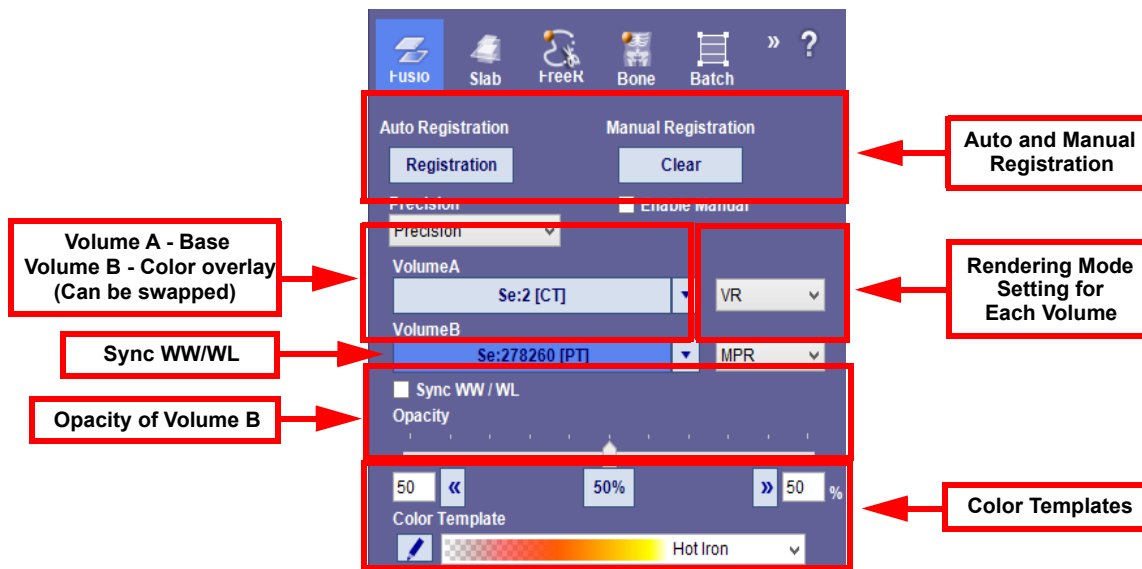 » ?
Fusio Slab FreeR Bone Batch
Auto Registration Manual Registration
Registration Clear
Precision Enable Manual
Precision
VolumeA
Se:2 [CT] VR
VolumeB
Se:278260 [PT] MPR
Sync WW / WL
Opacity
50 « 50% » 50 %
Color Template
Hot Iron
Auto and Manual
Registration
Volume A - Base
Volume B - Color overlay
(Can be swapped)
Rendering Mode
Setting for
Each Volume
Sync WW/WL
Opacity of Volume B
Color Templates